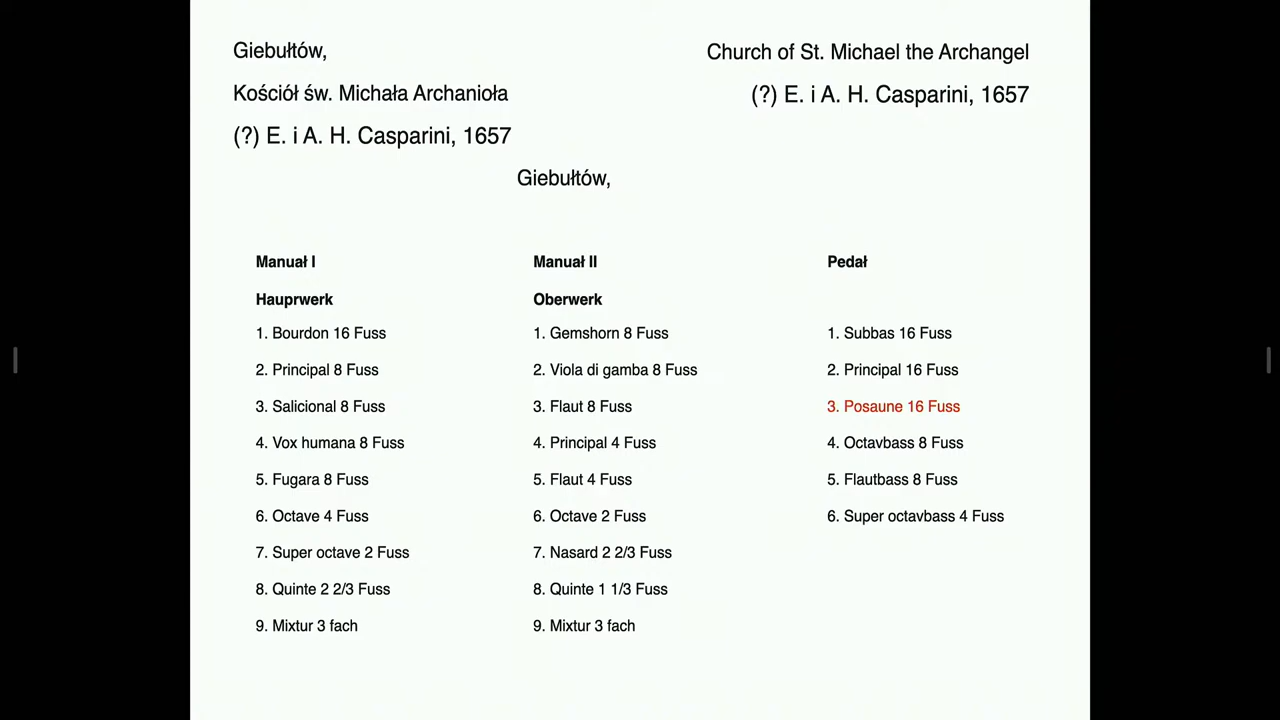 Giebułtów,
Kościół św. Michała Archanioła
(?) E. i A. H. Casparini, 1657
Church of St. Michael the Archangel
(?) E. i A. H. Casparini, 1657
Giebułtów,
Manuał I
Hauprwerk
1. Bourdon 16 Fuss
2. Principal 8 Fuss
3. Salicional 8 Fuss
4. Vox humana 8 Fuss
5. Fugara 8 Fuss
6. Octave 4 Fuss
7. Super octave 2 Fuss
8. Quinte 2 2/3 Fuss
9. Mixtur 3 fach
Manuał II
Oberwerk
1. Gemshorn 8 Fuss
2. Viola di gamba 8 Fuss
3. Flaut 8 Fuss
4. Principal 4 Fuss
5. Flaut 4 Fuss
6. Octave 2 Fuss
7. Nasard 2 2/3 Fuss
8. Quinte 1 1/3 Fuss
9. Mixtur 3 fach
Pedał
1. Subbas 16 Fuss
2. Principal 16 Fuss
3. Posaune 16 Fuss
4. Octavbass 8 Fuss
5. Flautbass 8 Fuss
6. Super octavbass 4 Fuss